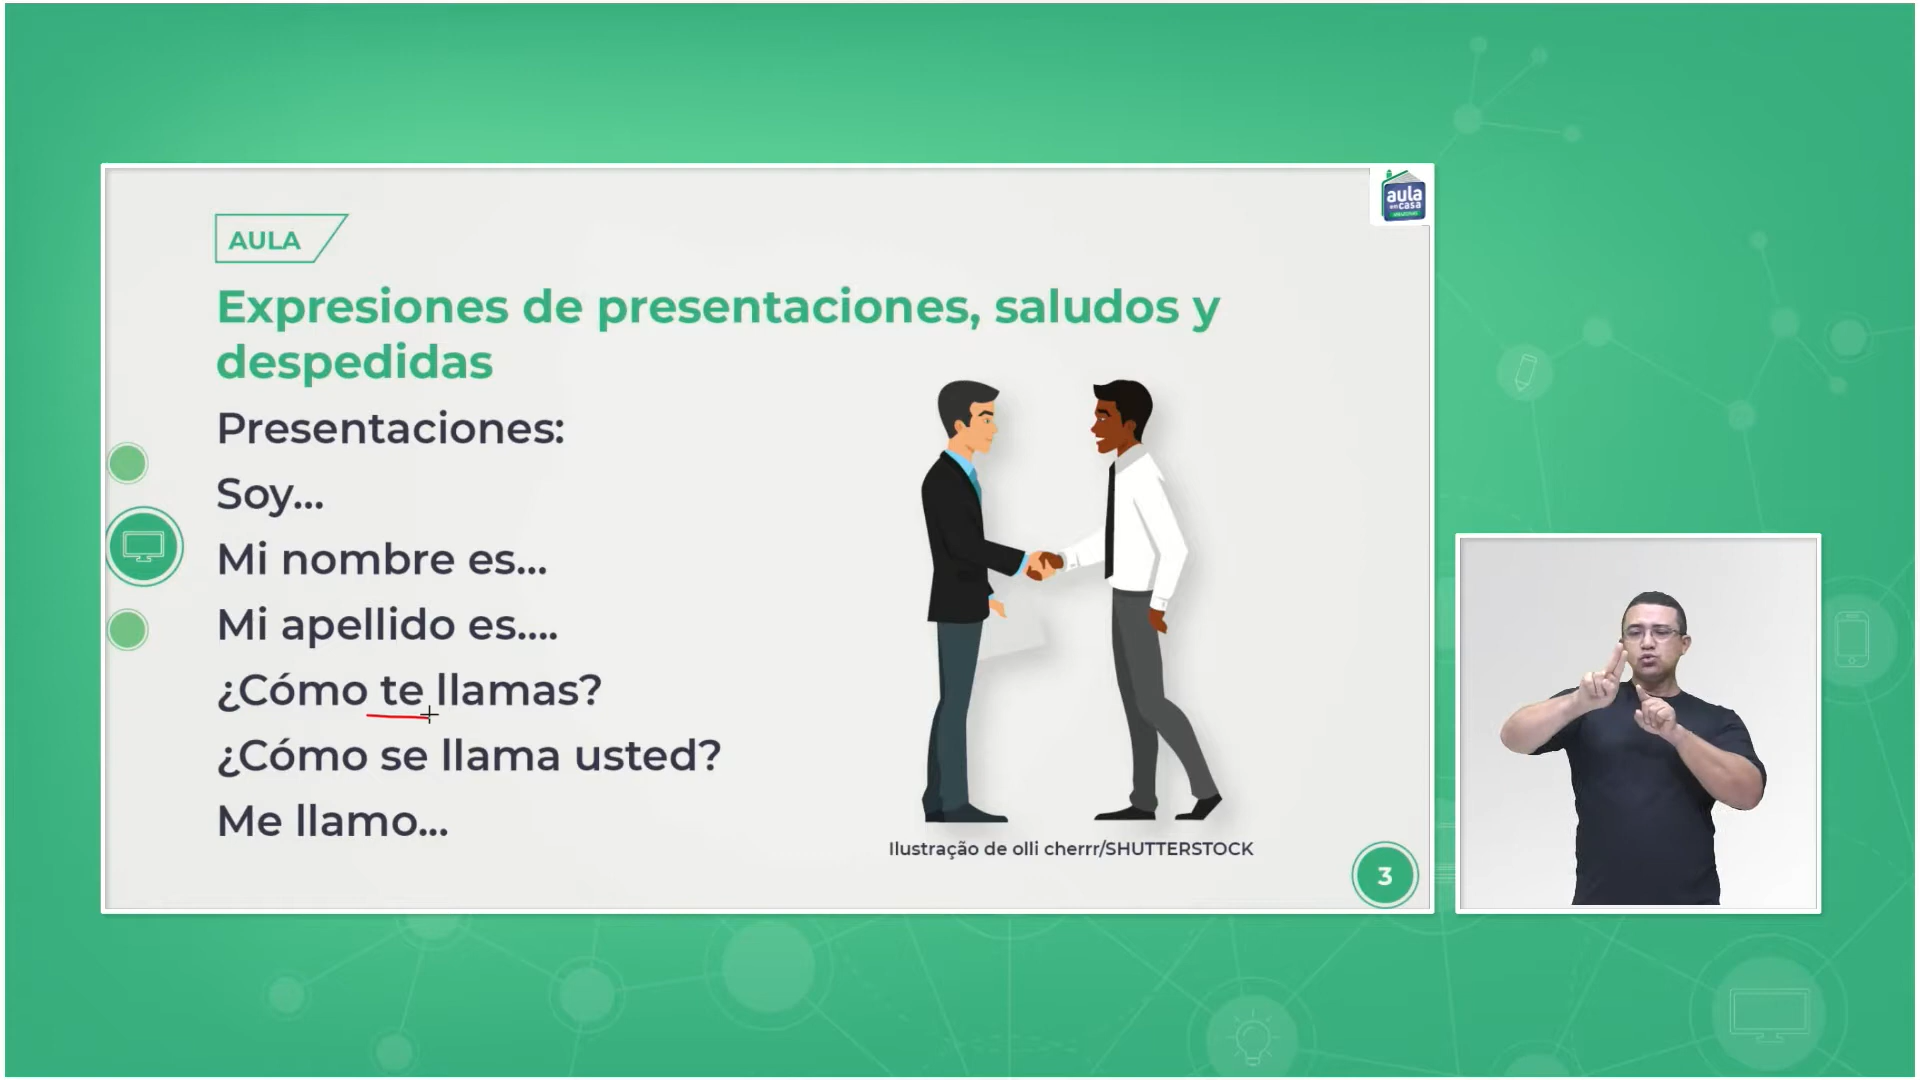 aula
em casa
AULA
Expresiones de presentaciones, saludos y
despedidas
Presentaciones:
Soy...
Mi nombre es...
Mi apellido es....
¿Cómo te llamas?
¿Cómo se llama usted?
Me llamo...
Ilustração de olli cherrr/SHUTTERSTOCK
3